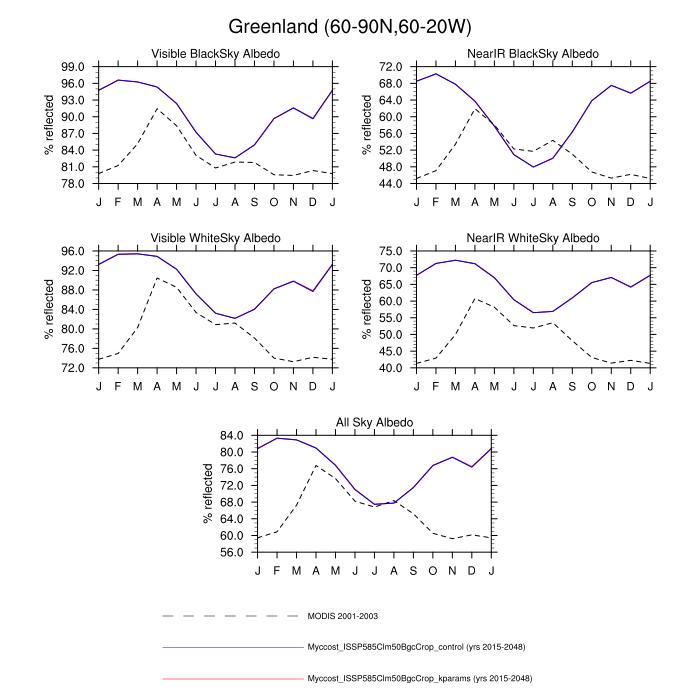 Greenland (60-90N,60-20W)
Visible BlackSky Albedo
% reflected
99.0
96.0
93.0
90.0
87.0
84.0
81.0
78.0
J F M A M J J A S O N D J
NearIR BlackSky Albedo
% reflected
72.0
68.0
64.0
60.0
56.0
52.0
48.0
44.0
J F M A M J J A S O N D J
Visible WhiteSky Albedo
% reflected
96.0
92.0
88.0
84.0
80.0
76.0
72.0
J F M A M J J A S O N D J
NearIR WhiteSky Albedo
% reflected
75.0
70.0
65.0
60.0
55.0
50.0
45.0
40.0
J F M A M J J A S O N D J
All Sky Albedo
% reflected
84.0
80.0
76.0
72.0
68.0
64.0
60.0
56.0
J F M A M J J A S O N D J
MODIS 2001-2003
Myccost_ISSP585Clm50BgcCrop_control (yrs 2015-2048)
Myccost_ISSP585Clm50BgcCrop_kparams (yrs 2015-2048)